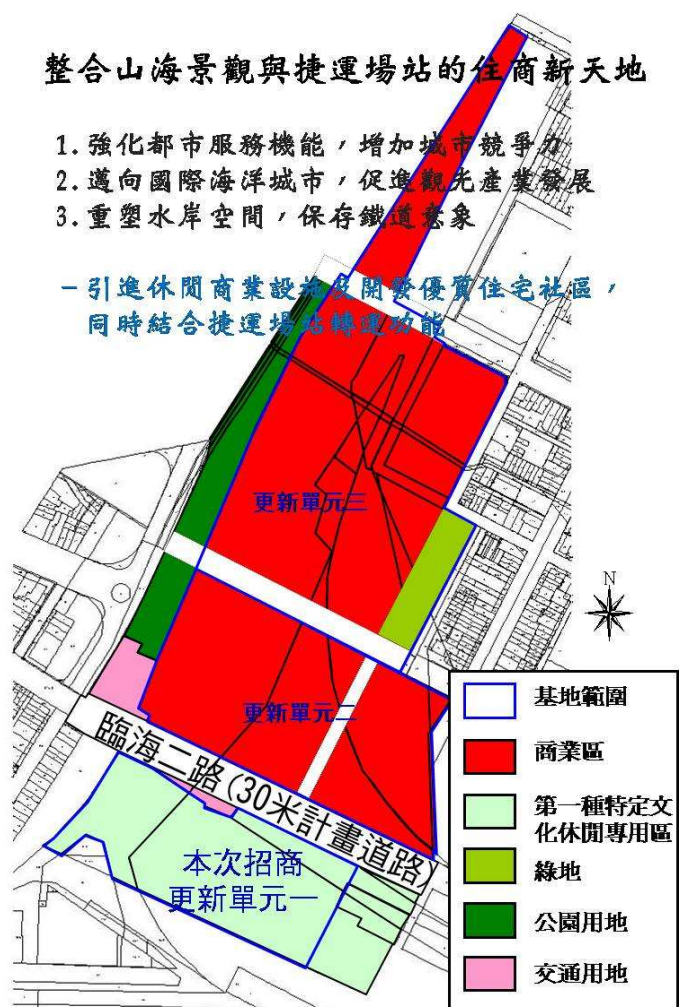 整合山海景觀與捷運場站的住商新天地
1. 強化都市服務機能，增加城市競爭力
2. 邁向國際海洋城市，促進觀光產業發展
3. 重塑水岸空間，保存鐵道意象
－引進休閒商業設施及開發優質住宅社區，
同時結合捷運場站轉運功能
更新單元三
N
更新單元二
臨海二路(30米計畫道路)
本次招商
更新單元一
基地範圍
商業區
第一種特定文
化休閒專用區
綠地
公園用地
交通用地